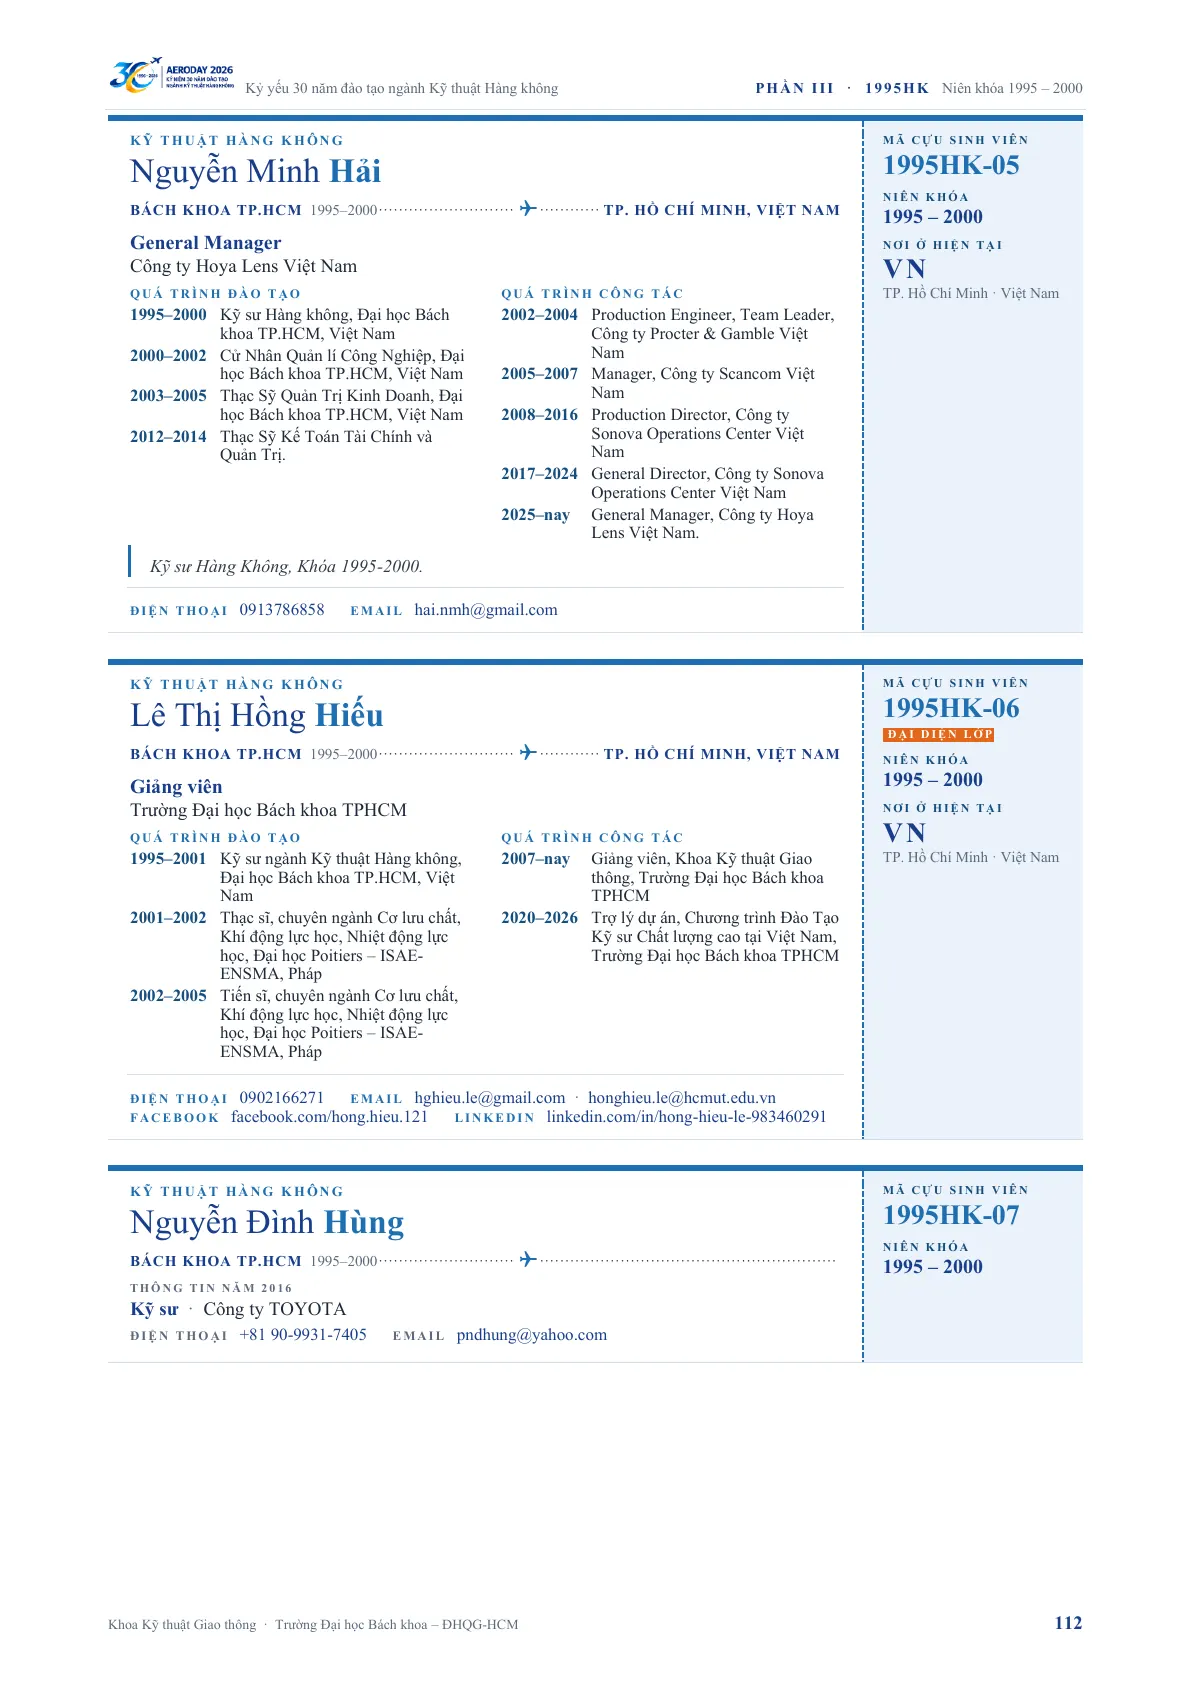 30
1996 - 2026
AERODAY 2026
KỶ NIỆM 30 NĂM ĐÀO TẠO
NGÀNH KỸ THUẬT HÀNG KHÔNG
Kỷ yếu 30 năm đào tạo ngành Kỹ thuật Hàng không
PHẦN III · 1995HK Niên khóa 1995 – 2000
KỸ THUẬT HÀNG KHÔNG
Nguyễn Minh Hải
BÁCH KHOA TP.HCM 1995–2000 TP. HỒ CHÍ MINH, VIỆT NAM
General Manager
Công ty Hoya Lens Việt Nam
QUÁ TRÌNH ĐÀO TẠO
1995–2000 Kỹ sư Hàng không, Đại học Bách
khoa TP.HCM, Việt Nam
2000–2002 Cử Nhân Quản lí Công Nghiệp, Đại
học Bách khoa TP.HCM, Việt Nam
2003–2005 Thạc Sỹ Quản Trị Kinh Doanh, Đại
học Bách khoa TP.HCM, Việt Nam
2012–2014 Thạc Sỹ Kế Toán Tài Chính và
Quản Trị.
QUÁ TRÌNH CÔNG TÁC
2002–2004 Production Engineer, Team Leader,
Công ty Procter & Gamble Việt
Nam
2005–2007 Manager, Công ty Scancom Việt
Nam
2008–2016 Production Director, Công ty
Sonova Operations Center Việt
Nam
2017–2024 General Director, Công ty Sonova
Operations Center Việt Nam
2025–nay General Manager, Công ty Hoya
Lens Việt Nam.
Kỹ sư Hàng Không, Khóa 1995-2000.
ĐIỆN THOẠI 0913786858 EMAIL hai.nmh@gmail.com
MÃ CỰU SINH VIÊN
1995HK-05
NIÊN KHÓA
1995 – 2000
NƠI Ở HIỆN TẠI
VN
TP. Hồ Chí Minh · Việt Nam
KỸ THUẬT HÀNG KHÔNG
Lê Thị Hồng Hiếu
BÁCH KHOA TP.HCM 1995–2000 TP. HỒ CHÍ MINH, VIỆT NAM
Giảng viên
Trường Đại học Bách khoa TPHCM
QUÁ TRÌNH ĐÀO TẠO
1995–2001 Kỹ sư ngành Kỹ thuật Hàng không,
Đại học Bách khoa TP.HCM, Việt
Nam
2001–2002 Thạc sĩ, chuyên ngành Cơ lưu chất,
Khí động lực học, Nhiệt động lực
học, Đại học Poitiers – ISAE-
ENSMA, Pháp
2002–2005 Tiến sĩ, chuyên ngành Cơ lưu chất,
Khí động lực học, Nhiệt động lực
học, Đại học Poitiers – ISAE-
ENSMA, Pháp
QUÁ TRÌNH CÔNG TÁC
2007–nay Giảng viên, Khoa Kỹ thuật Giao
thông, Trường Đại học Bách khoa
TPHCM
2020–2026 Trợ lý dự án, Chương trình Đào Tạo
Kỹ sư Chất lượng cao tại Việt Nam,
Trường Đại học Bách khoa TPHCM
ĐIỆN THOẠI 0902166271 EMAIL hghieu.le@gmail.com · honghieu.le@hcmut.edu.vn
FACEBOOK facebook.com/hong.hieu.121 LINKEDIN linkedin.com/in/hong-hieu-le-983460291
MÃ CỰU SINH VIÊN
1995HK-06
ĐẠI DIỆN LỚP
NIÊN KHÓA
1995 – 2000
NƠI Ở HIỆN TẠI
VN
TP. Hồ Chí Minh · Việt Nam
KỸ THUẬT HÀNG KHÔNG
Nguyễn Đình Hùng
BÁCH KHOA TP.HCM 1995–2000
THÔNG TIN NĂM 2016
Kỹ sư · Công ty TOYOTA
ĐIỆN THOẠI +81 90-9931-7405 EMAIL pndhung@yahoo.com
MÃ CỰU SINH VIÊN
1995HK-07
NIÊN KHÓA
1995 – 2000
Khoa Kỹ thuật Giao thông · Trường Đại học Bách khoa – ĐHQG-HCM
112